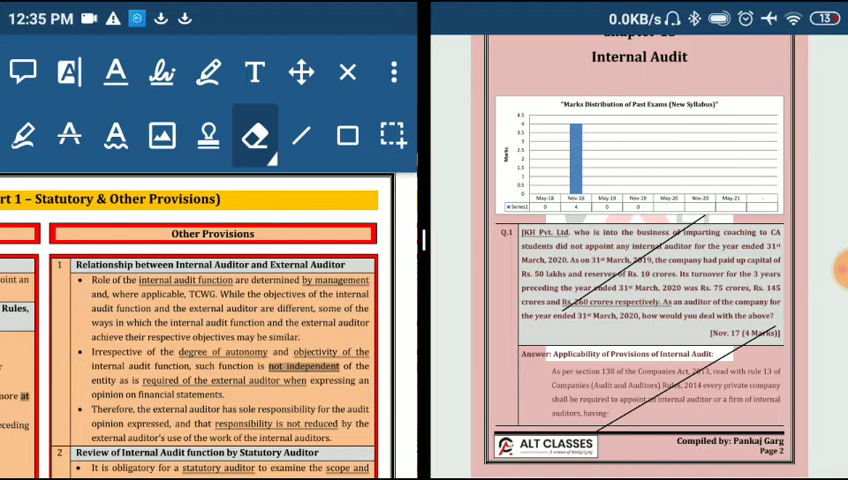 12:35 PM
0.0KB/s
13
T
rt 1 – Statutory & Other Provisions)
Other Provisions
oint an
Rules,
r
more at
eceding
1 Relationship between Internal Auditor and External Auditor
• Role of the internal audit function are determined by management
and, where applicable, TCWG. While the objectives of the internal
audit function and the external auditor are different, some of the
ways in which the internal audit function and the external auditor
achieve their respective objectives may be similar.
• Irrespective of the degree of autonomy and objectivity of the
internal audit function, such function is not independent of the
entity as is required of the external auditor when expressing an
opinion on financial statements.
• Therefore, the external auditor has sole responsibility for the audit
opinion expressed, and that responsibility is not reduced by the
external auditor's use of the work of the internal auditors.
2 Review of Internal Audit function by Statutory Auditor
• It is obligatory for a statutory auditor to examine the scope and
Internal Audit
"Marks Distribution of Past Exams (New Syllabus)"
Marks
4.5
4
3.5
3
2.5
2
1.5
1
0.5
0
May-18 Nov-18 May-19 Nov-19 May-20 Nov-20 May-21 -
Series1 0 4 0 0
Q.1 JKH Pvt. Ltd. who is into the business of imparting coaching to CA
students did not appoint any internal auditor for the year ended 31st
March, 2020. As on 31st March, 2019, the company had paid up capital of
Rs. 50 lakhs and reserves of Rs. 10 crores. Its turnover for the 3 years
preceding the year ended 31st March, 2020 was Rs. 75 crores, Rs. 145
crores and Rs. 260 crores respectively. As an auditor of the company for
the year ended 31st March, 2020, how would you deal with the above?
[Nov. 17 (4 Marks)]
Answer: Applicability of Provisions of Internal Audit:
As per section 138 of the Companies Act, 2013, read with rule 13 of
Companies (Audit and Auditors) Rules, 2014 every private company
shall be required to appoint an internal auditor or a firm of internal
auditors, having-
ALT CLASSES
Compiled by: Pankaj Garg
Page 2